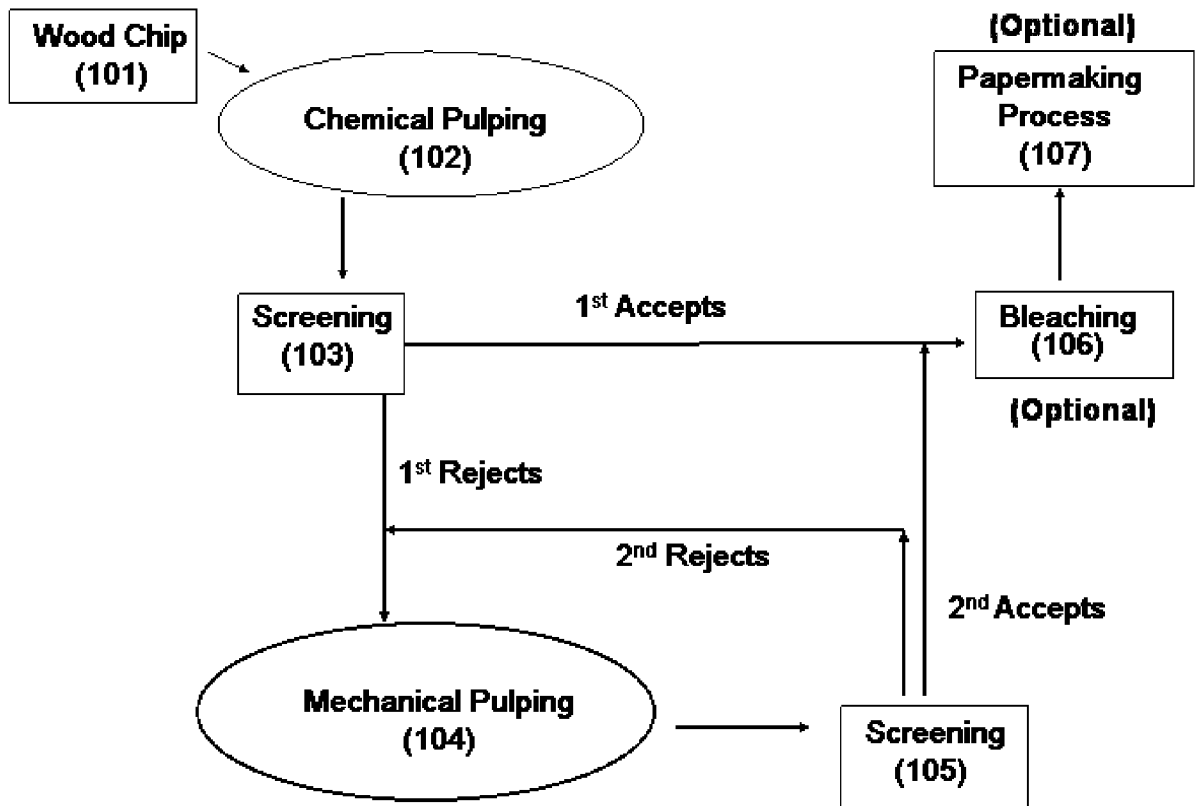 Wood Chip
(101)
Chemical Pulping
(102)
(Optional)
Papermaking
Process
(107)
Screening
(103)
1st Accepts
Bleaching
(106)
(Optional)
1st Rejects
2nd Rejects
2nd Accepts
Mechanical Pulping
(104)
Screening
(105)